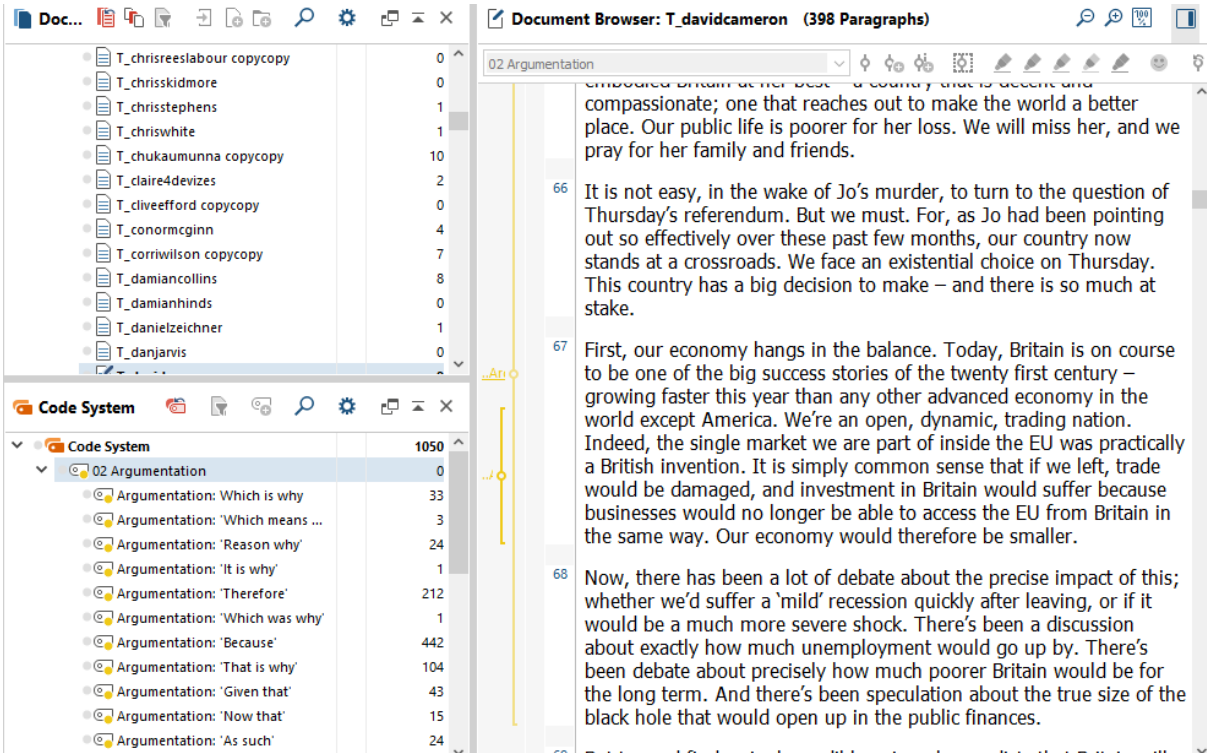 Doc...
T_chrisreeslabour copycopy 0
T_chrisskidmore 0
T_chrisstephens 1
T_chriswhite 1
T_chukaumunna copycopy 10
T_claire4devizes 2
T_cliveefford copycopy 0
T_conormcginn 4
T_corriwilson copycopy 7
T_damiancollins 8
T_damianhinds 0
T_danielzeichner 1
T_danjarvis 0
Code System
Code System 1050
02 Argumentation 0
Argumentation: Which is why 33
Argumentation: 'Which means ... 3
Argumentation: 'Reason why' 24
Argumentation: 'It is why' 1
Argumentation: 'Therefore' 212
Argumentation: 'Which was why' 1
Argumentation: 'Because' 442
Argumentation: 'That is why' 104
Argumentation: 'Given that' 43
Argumentation: 'Now that' 15
Argumentation: 'As such' 24
Document Browser: T_davidcameron (398 Paragraphs)
100%
02 Argumentation
embodied Britain at her best – a country that is decent and
compassionate; one that reaches out to make the world a better
place. Our public life is poorer for her loss. We will miss her, and we
pray for her family and friends.
66 It is not easy, in the wake of Jo’s murder, to turn to the question of
Thursday’s referendum. But we must. For, as Jo had been pointing
out so effectively over these past few months, our country now
stands at a crossroads. We face an existential choice on Thursday.
This country has a big decision to make – and there is so much at
stake.
67 First, our economy hangs in the balance. Today, Britain is on course
..Ari
to be one of the big success stories of the twenty first century –
growing faster this year than any other advanced economy in the
world except America. We’re an open, dynamic, trading nation.
Indeed, the single market we are part of inside the EU was practically
a British invention. It is simply common sense that if we left, trade
would be damaged, and investment in Britain would suffer because
businesses would no longer be able to access the EU from Britain in
the same way. Our economy would therefore be smaller.
68 Now, there has been a lot of debate about the precise impact of this;
whether we’d suffer a ‘mild’ recession quickly after leaving, or if it
would be a much more severe shock. There’s been a discussion
about exactly how much unemployment would go up by. There’s
been debate about precisely how much poorer Britain would be for
the long term. And there’s been speculation about the true size of the
black hole that would open up in the public finances.